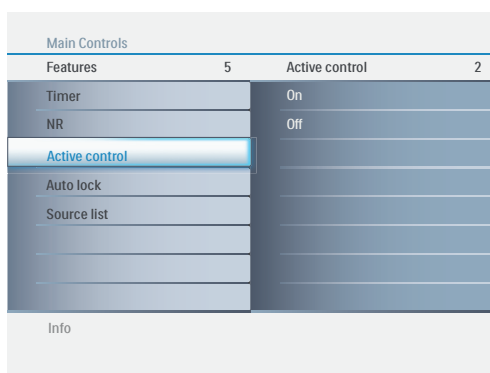 Main Controls
Features 5 Active control 2
Timer On
NR Off
Active control
Auto lock
Source list
Info